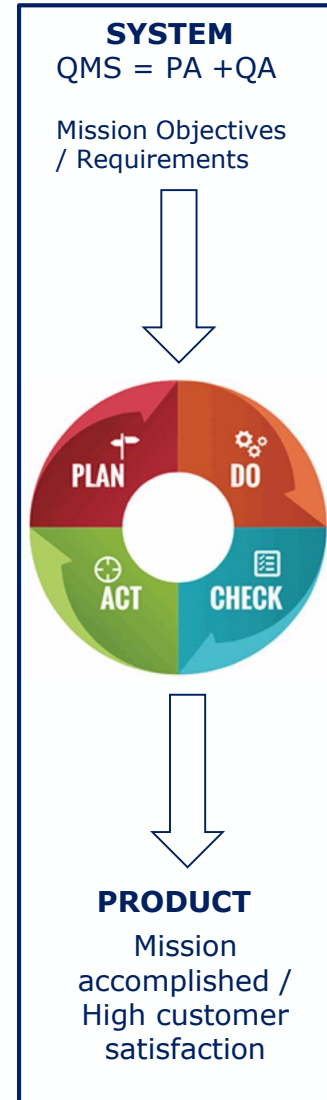 SYSTEM
QMS = PA +QA
Mission Objectives
/ Requirements
PLAN
DO
ACT
CHECK
PRODUCT
Mission
accomplished /
High customer
satisfaction